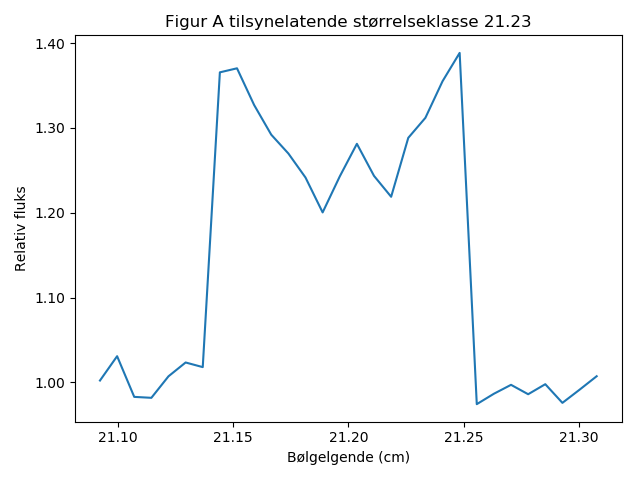 Figur A tilsynelatende størrelseklasse 21.23
1.40
1.30
1.20
1.10
1.00
Relativ fluks
21.10 21.15 21.20 21.25 21.30
Bølgelgende (cm)